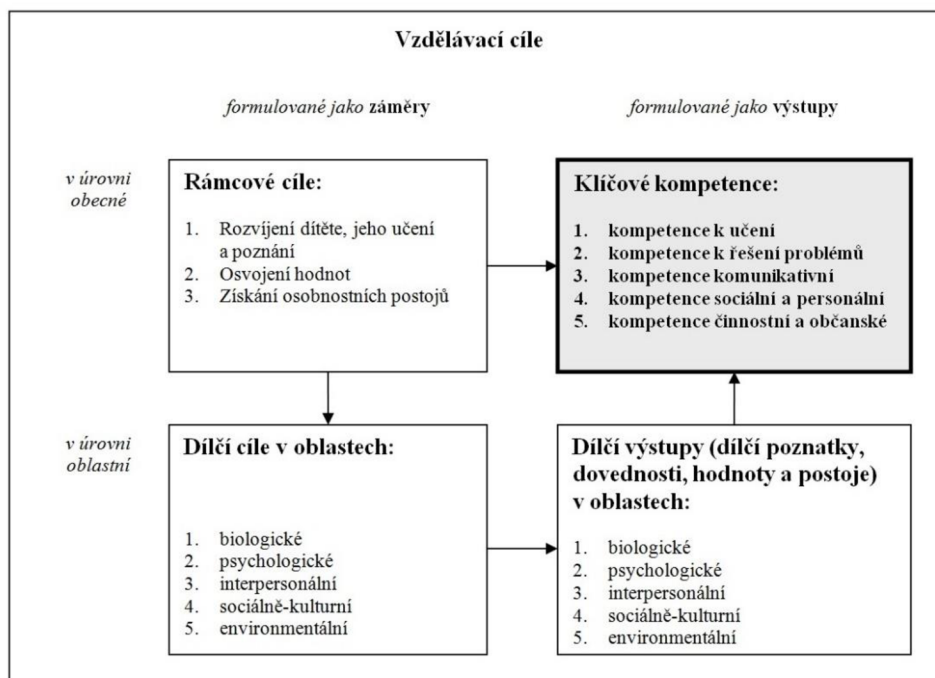 Vzdělávací cíle
formulované jako záměry
formulované jako výstupy
v úrovni
obecné
Rámcové cíle:
1. Rozvíjení dítěte, jeho učení
a poznání
2. Osvojení hodnot
3. Získání osobnostních postojů
Klíčové kompetence:
1. kompetence k učení
2. kompetence k řešení problémů
3. kompetence komunikativní
4. kompetence sociální a personální
5. kompetence činnostní a občanské
v úrovni
oblastní
Dílčí cíle v oblastech:
1. biologické
2. psychologické
3. interpersonální
4. sociálně-kulturní
5. environmentální
Dílčí výstupy (dílčí poznatky,
dovednosti, hodnoty a postoje)
v oblastech:
1. biologické
2. psychologické
3. interpersonální
4. sociálně-kulturní
5. environmentální